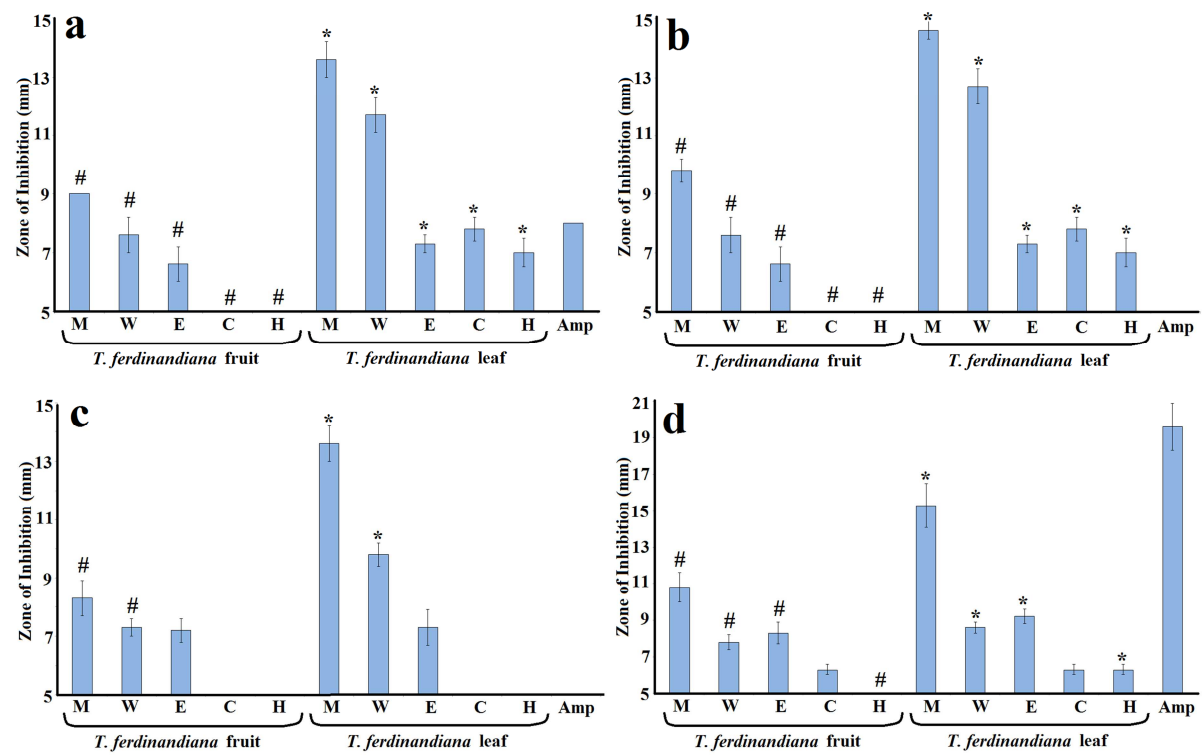 a
Zone of Inhibition (mm)
15
13
11
9
7
5
#
#
#
#
#
*
*
*
*
*
M W E C H M W E C H Amp
T. ferdinandiana fruit
T. ferdinandiana leaf
b
Zone of Inhibition (mm)
15
13
11
9
7
5
#
#
#
#
#
*
*
*
*
*
M W E C H M W E C H Amp
T. ferdinandiana fruit
T. ferdinandiana leaf
c
Zone of Inhibition (mm)
15
13
11
9
7
5
#
#
*
*
M W E C H M W E C H Amp
T. ferdinandiana fruit
T. ferdinandiana leaf
d
Zone of Inhibition (mm)
21
19
17
15
13
11
9
7
5
#
#
#
#
*
*
*
*
M W E C H M W E C H Amp
T. ferdinandiana fruit
T. ferdinandiana leaf